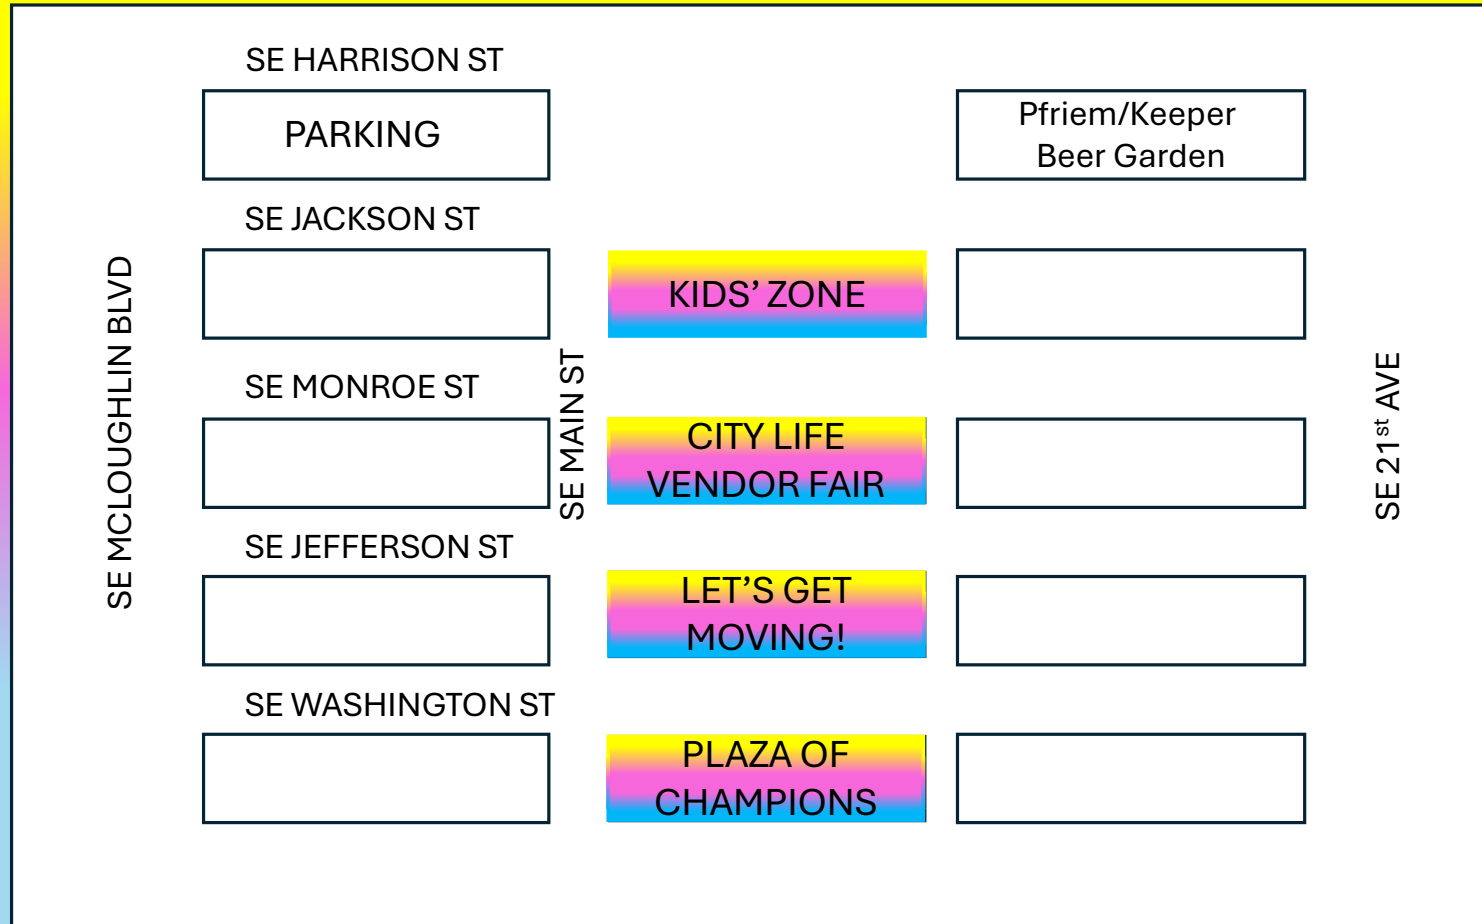 SE HARRISON ST
PARKING
Pfriem/Keeper
Beer Garden
SE JACKSON ST
KIDS’ ZONE
SE MCLOUGHLIN BLVD
SE MONROE ST
SE MAIN ST
SE 21st AVE
CITY LIFE
VENDOR FAIR
SE JEFFERSON ST
LET’S GET
MOVING!
SE WASHINGTON ST
PLAZA OF
CHAMPIONS